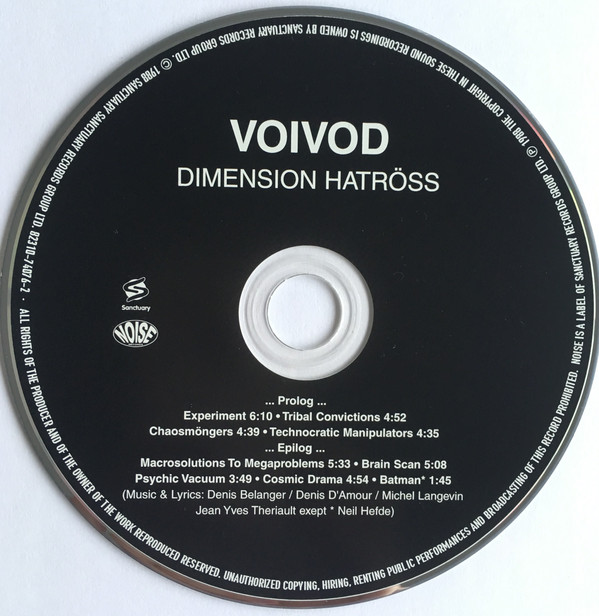 VOIVOD
DIMENSION HATRÖSS
Sanctuary
NOISE
... Prolog ...
Experiment 6:10 • Tribal Convictions 4:52
Chaosmöngers 4:39 • Technocratic Manipulators 4:35
... Epilog ...
Macrosolutions To Megaproblems 5:33 • Brain Scan 5:08
Psychic Vacuum 3:49 • Cosmic Drama 4:54 • Batman* 1:45
(Music & Lyrics: Denis Belanger / Denis D'Amour / Michel Langevin
Jean Yves Theriault exept * Neil Hefde)
℗ 1988 THE COPYRIGHT IN THESE SOUND RECORDINGS IS OWNED BY SANCTUARY RECORDS GROUP LTD. © 1988 SANCTUARY RECORDS GROUP LTD. 82310-74076-2 · ALL RIGHTS OF THE PRODUCER AND OF THE OWNER OF THE WORK REPRODUCED RESERVED. UNAUTHORIZED COPYING, HIRING, RENTING PUBLIC PERFORMANCES AND BROADCASTING OF THIS RECORD PROHIBITED. NOISE IS A LABEL OF SANCTUARY RECORDS GROUP LTD.